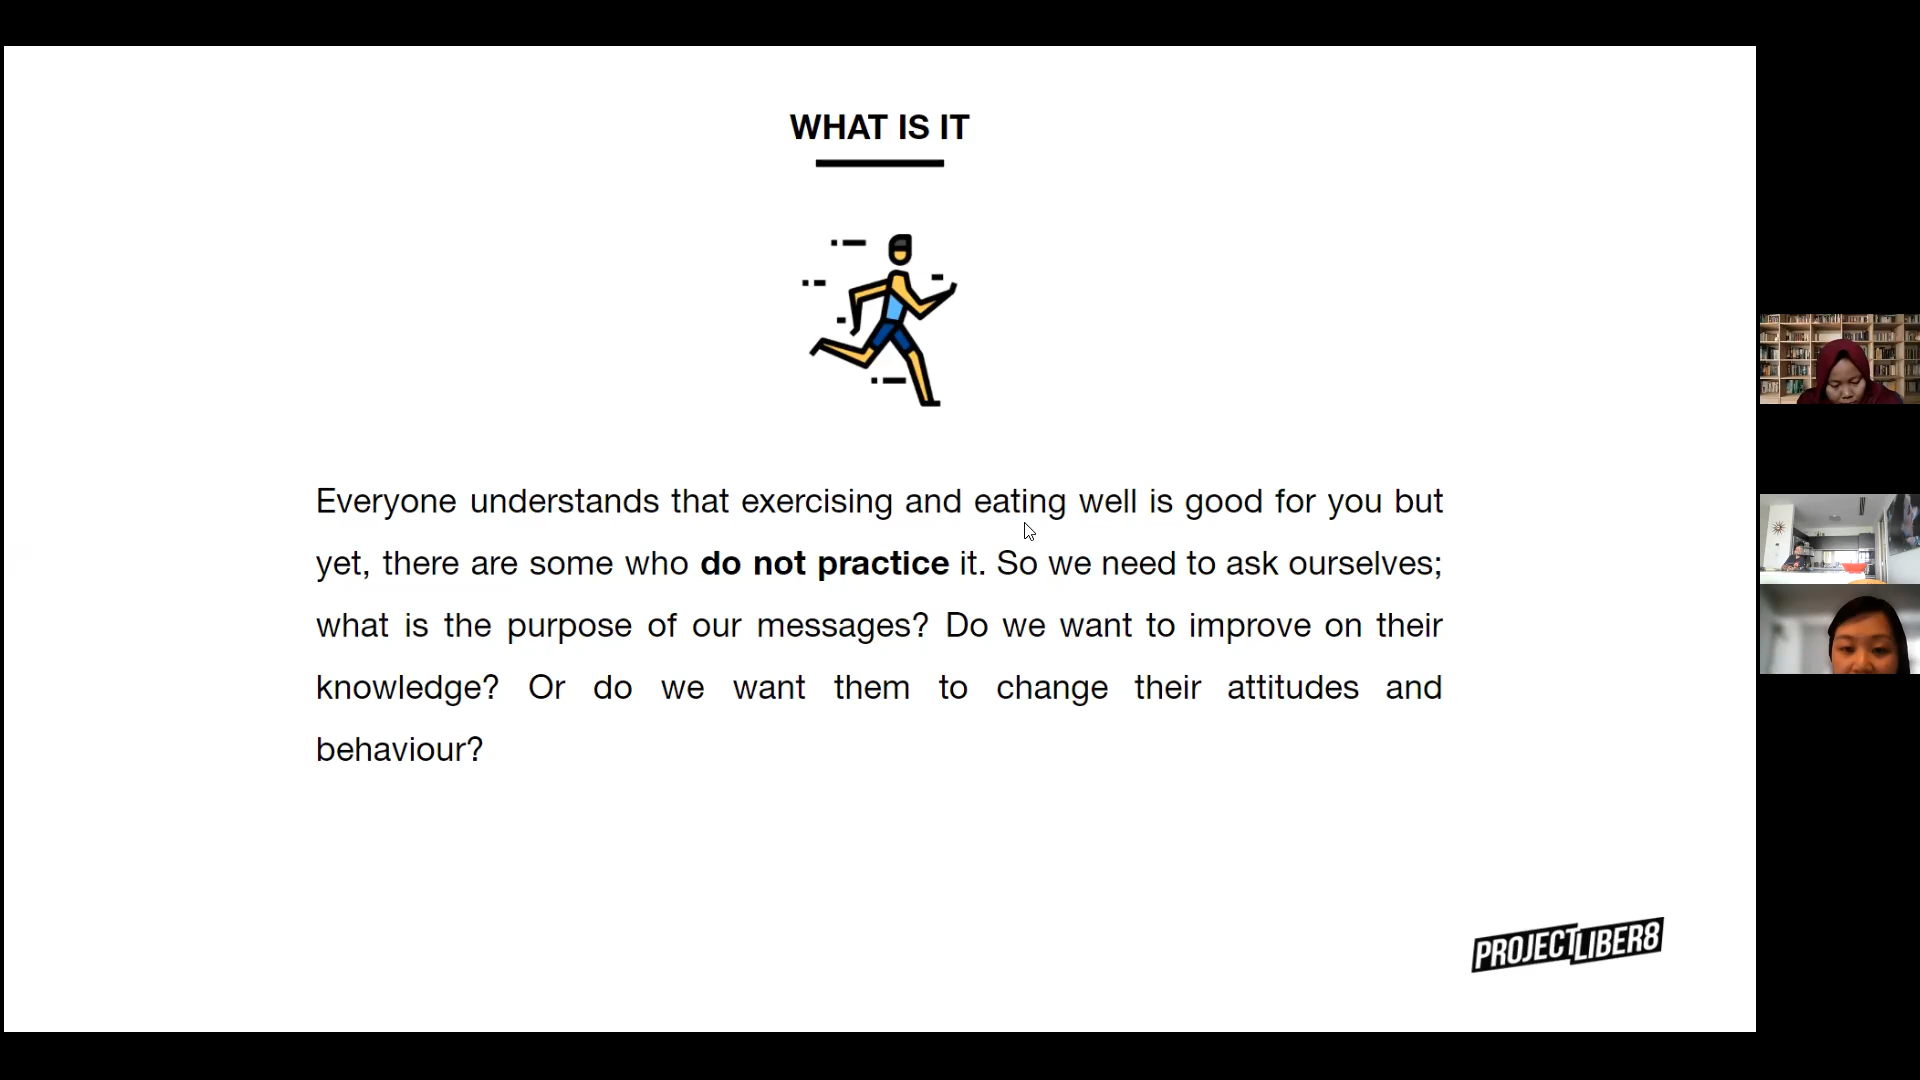 WHAT IS IT
Everyone understands that exercising and eating well is good for you but
yet, there are some who do not practice it. So we need to ask ourselves;
what is the purpose of our messages? Do we want to improve on their
knowledge? Or do we want them to change their attitudes and
behaviour?
PROJECTLIBER8